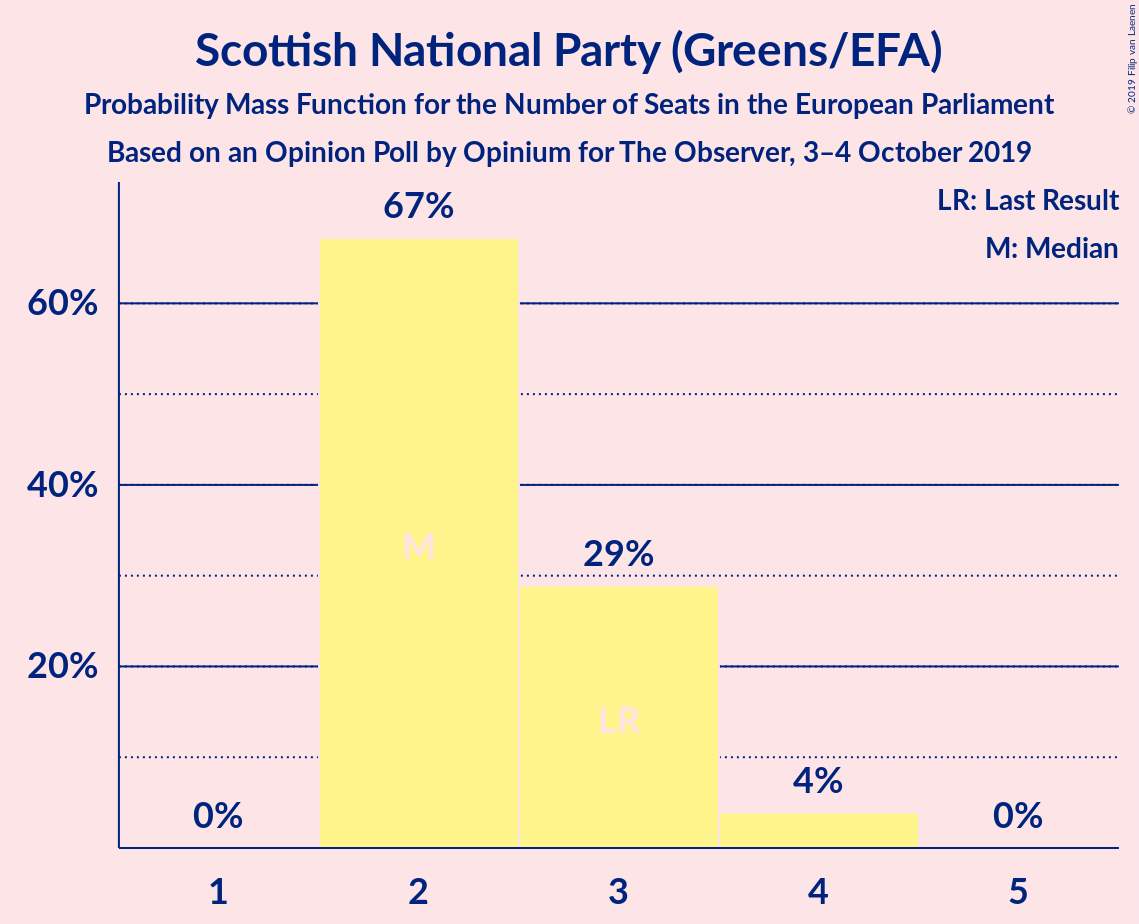 Scottish National Party (Greens/EFA)
Probability Mass Function for the Number of Seats in the European Parliament
Based on an Opinion Poll by Opinium for The Observer, 3–4 October 2019
© 2019 Filip van Laenen
LR: Last Result
M: Median
67%
60%
40%
M
29%
20%
LR
4%
0%
0%
1
2
3
4
5